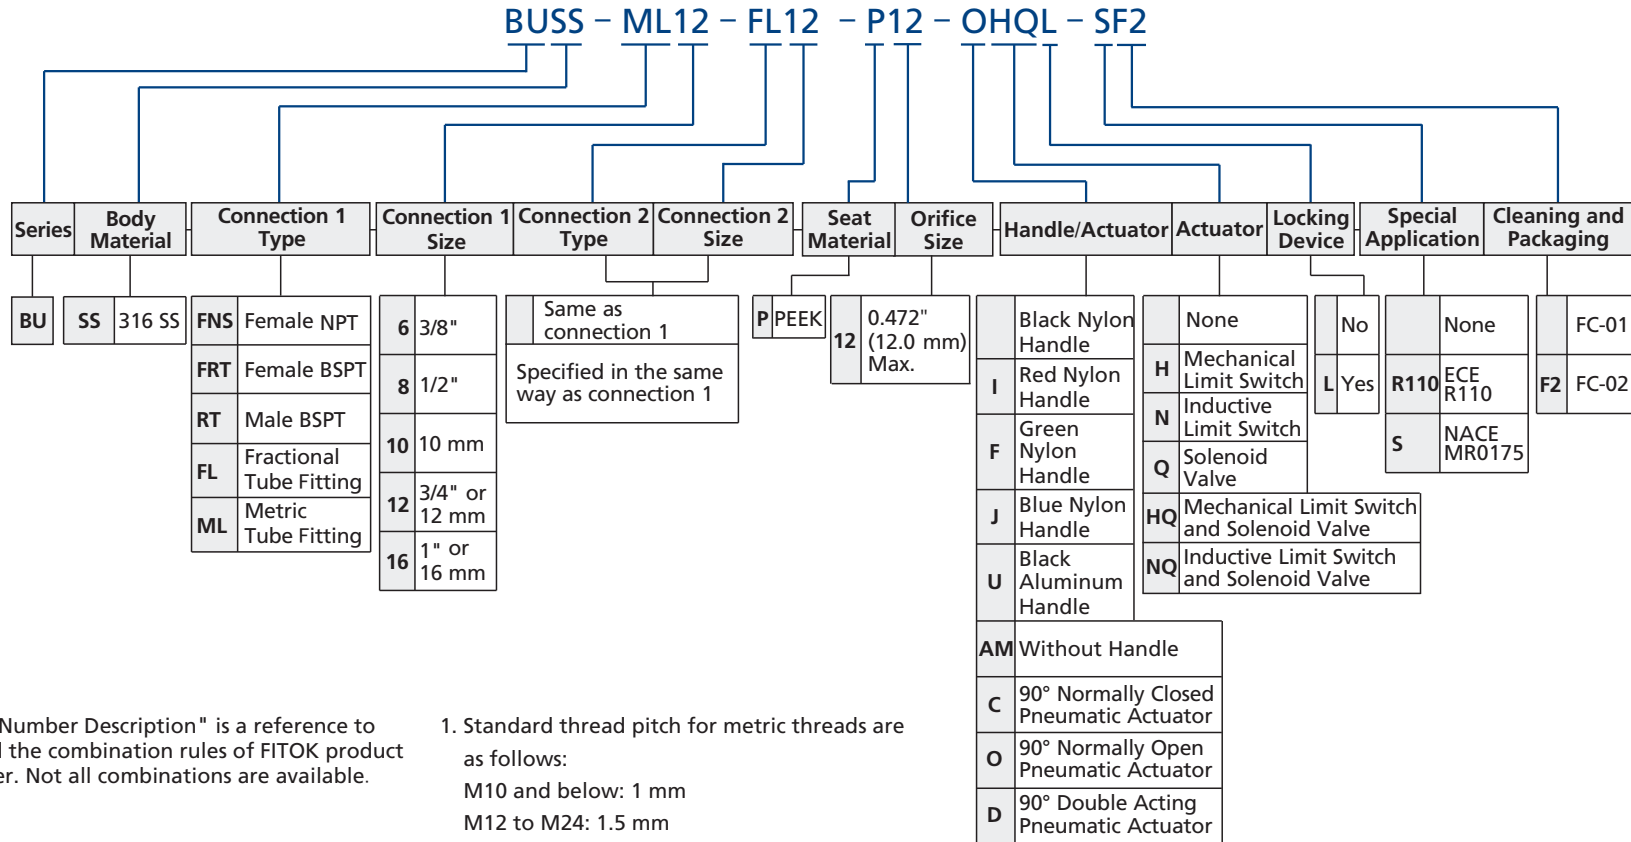 BUSS – ML12 – FL12 – P12 – OHQL – SF2
Series
Body Material
Connection 1 Type
Connection 1 Size
Connection 2 Type
Connection 2 Size
Seat Material
Orifice Size
Handle/Actuator
Actuator
Locking Device
Special Application
Cleaning and Packaging
BU
SS 316 SS
FNS Female NPT
FRT Female BSPT
RT Male BSPT
FL Fractional Tube Fitting
ML Metric Tube Fitting
6 3/8"
8 1/2"
10 10 mm
12 3/4" or 12 mm
16 1" or 16 mm
Same as connection 1
Specified in the same way as connection 1
P PEEK
12 0.472" (12.0 mm) Max.
Black Nylon Handle
I Red Nylon Handle
F Green Nylon Handle
J Blue Nylon Handle
U Black Aluminum Handle
AM Without Handle
C 90° Normally Closed Pneumatic Actuator
O 90° Normally Open Pneumatic Actuator
D 90° Double Acting Pneumatic Actuator
None
H Mechanical Limit Switch
N Inductive Limit Switch
Q Solenoid Valve
HQ Mechanical Limit Switch and Solenoid Valve
NQ Inductive Limit Switch and Solenoid Valve
No
L Yes
None
R110 ECE R110
S NACE MR0175
FC-01
F2 FC-02
Number Description" is a reference to
the combination rules of FITOK product
er. Not all combinations are available.
1. Standard thread pitch for metric threads are
as follows:
M10 and below: 1 mm
M12 to M24: 1.5 mm